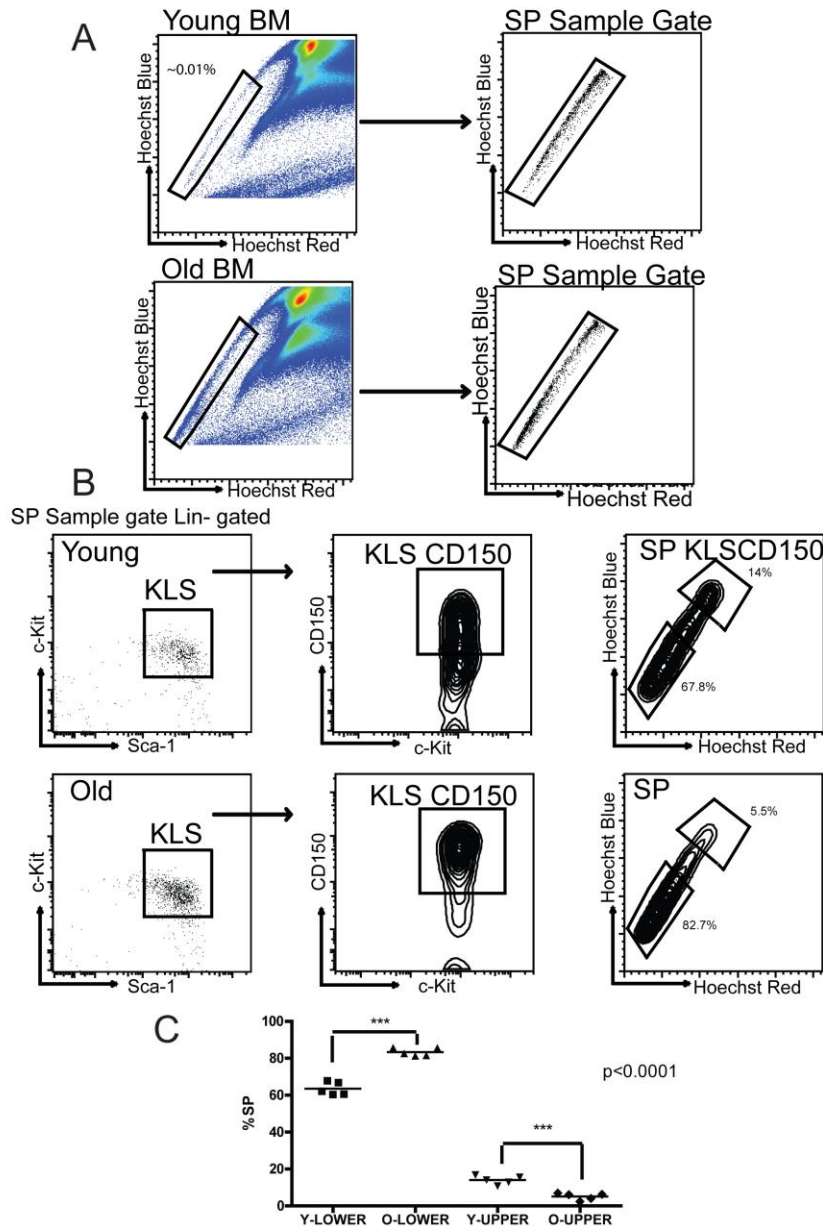 A
Young BM
SP Sample Gate
~0.01%
Hoechst Blue
Hoechst Red
Hoechst Blue
Hoechst Red
Old BM
SP Sample Gate
Hoechst Blue
Hoechst Red
Hoechst Blue
Hoechst Red
B
SP Sample gate Lin- gated
Young
KLS
c-Kit
Sca-1
KLS CD150
CD150
c-Kit
SP KLSCD150
14%
67.8%
Hoechst Blue
Hoechst Red
Old
KLS
c-Kit
Sca-1
KLS CD150
CD150
c-Kit
SP
5.5%
82.7%
Hoechst Blue
Hoechst Red
C
%SP
100
80
60
40
20
0
***
***
p<0.0001
Y-LOWER O-LOWER Y-UPPER O-UPPER